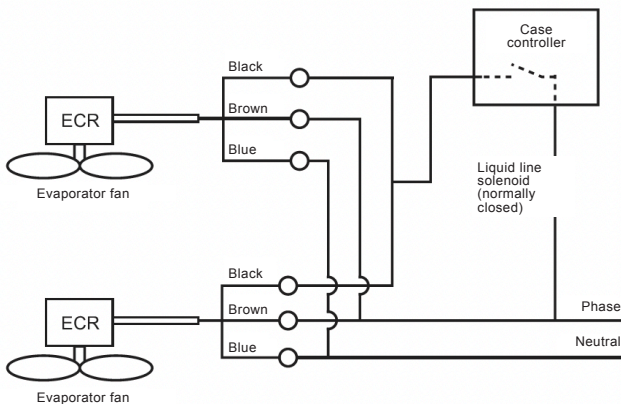 Case
controller
Black
Brown
ECR
Blue
Evaporator fan
Liquid line
solenoid
(normally
closed)
Black
Brown
ECR
Blue
Evaporator fan
Phase
Neutral